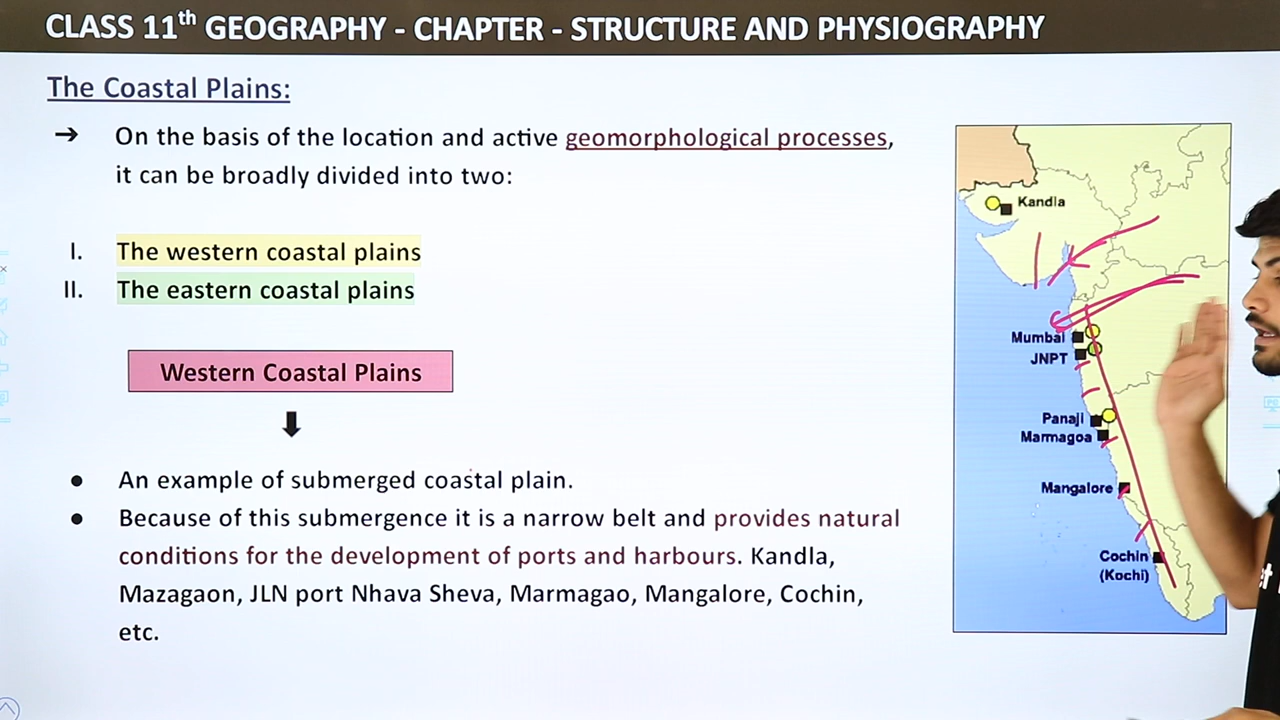 CLASS 11th GEOGRAPHY - CHAPTER - STRUCTURE AND PHYSIOGRAPHY
The Coastal Plains:
➔ On the basis of the location and active geomorphological processes,
it can be broadly divided into two:
I. The western coastal plains
II. The eastern coastal plains
Western Coastal Plains
● An example of submerged coastal plain.
● Because of this submergence it is a narrow belt and provides natural
conditions for the development of ports and harbours. Kandla,
Mazagaon, JLN port Nhava Sheva, Marmagao, Mangalore, Cochin,
etc.
Kandla
Mumbai
JNPT
Panaji
Marmagoa
Mangalore
Cochin
(Kochi)